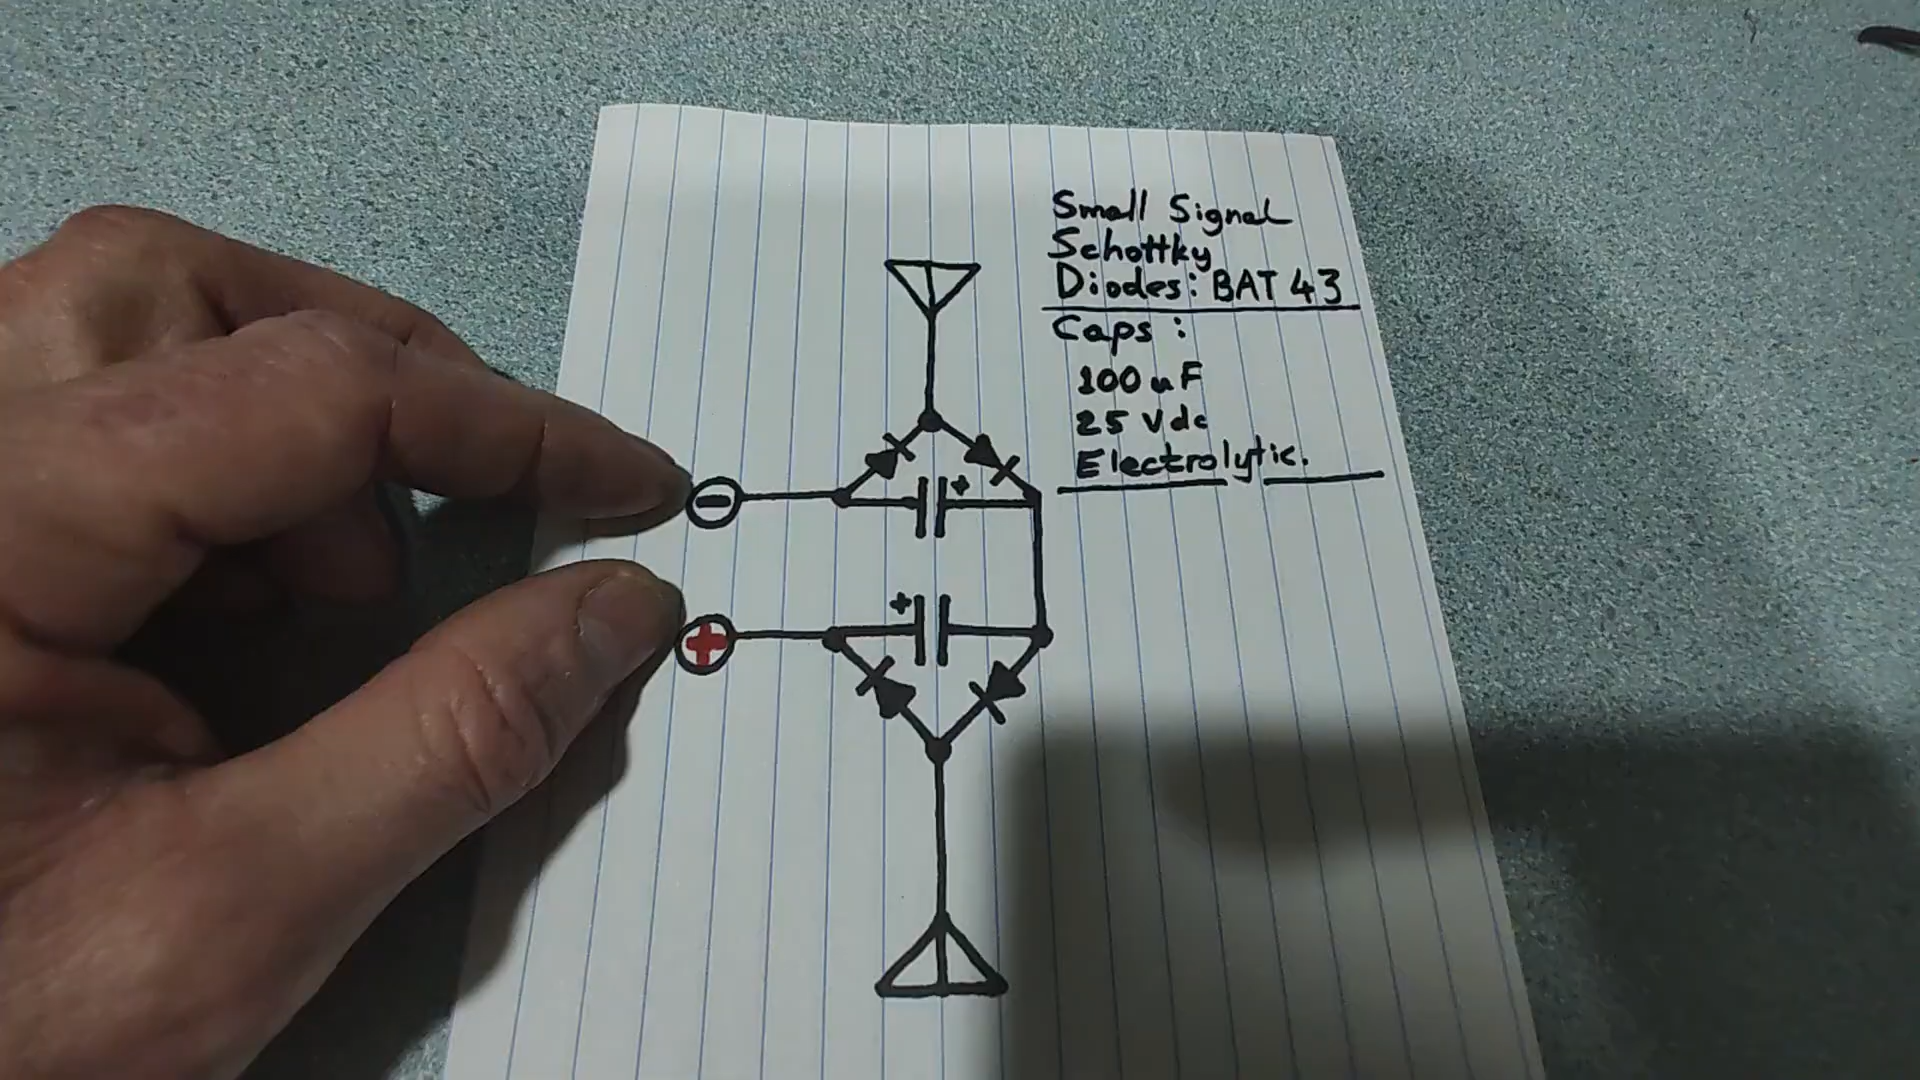 Small Signal
Schottky
Diodes: BAT 43
Caps:
100 uF
25 Vdc
Electrolytic.
+
-
+
+